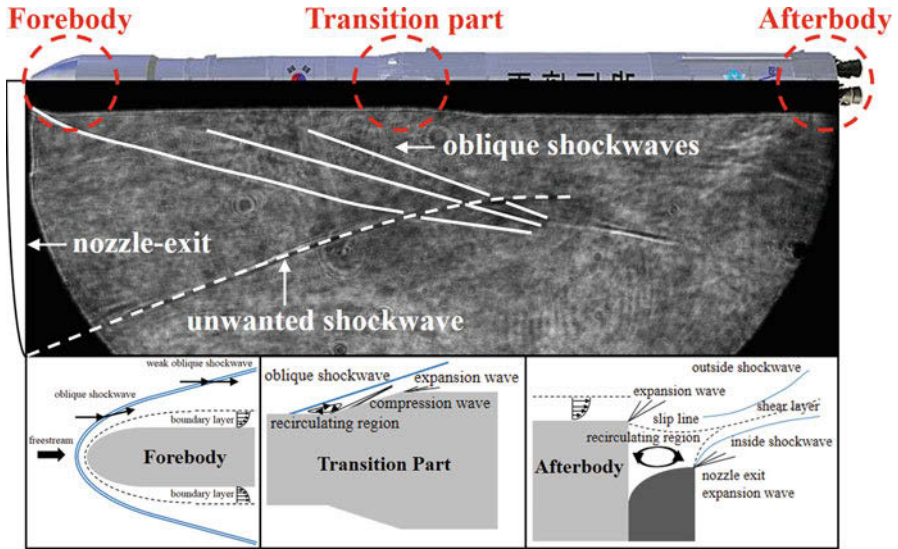 Forebody
Transition part
Afterbody
oblique shockwaves
nozzle-exit
unwanted shockwave
weak oblique shockwave
oblique shockwave
boundary layer
freestream
Forebody
boundary layer
oblique shockwave
expansion wave
compression wave
recirculating region
Transition Part
outside shockwave
expansion wave
shear layer
slip line
recirculating region
inside shockwave
Afterbody
nozzle exit
expansion wave